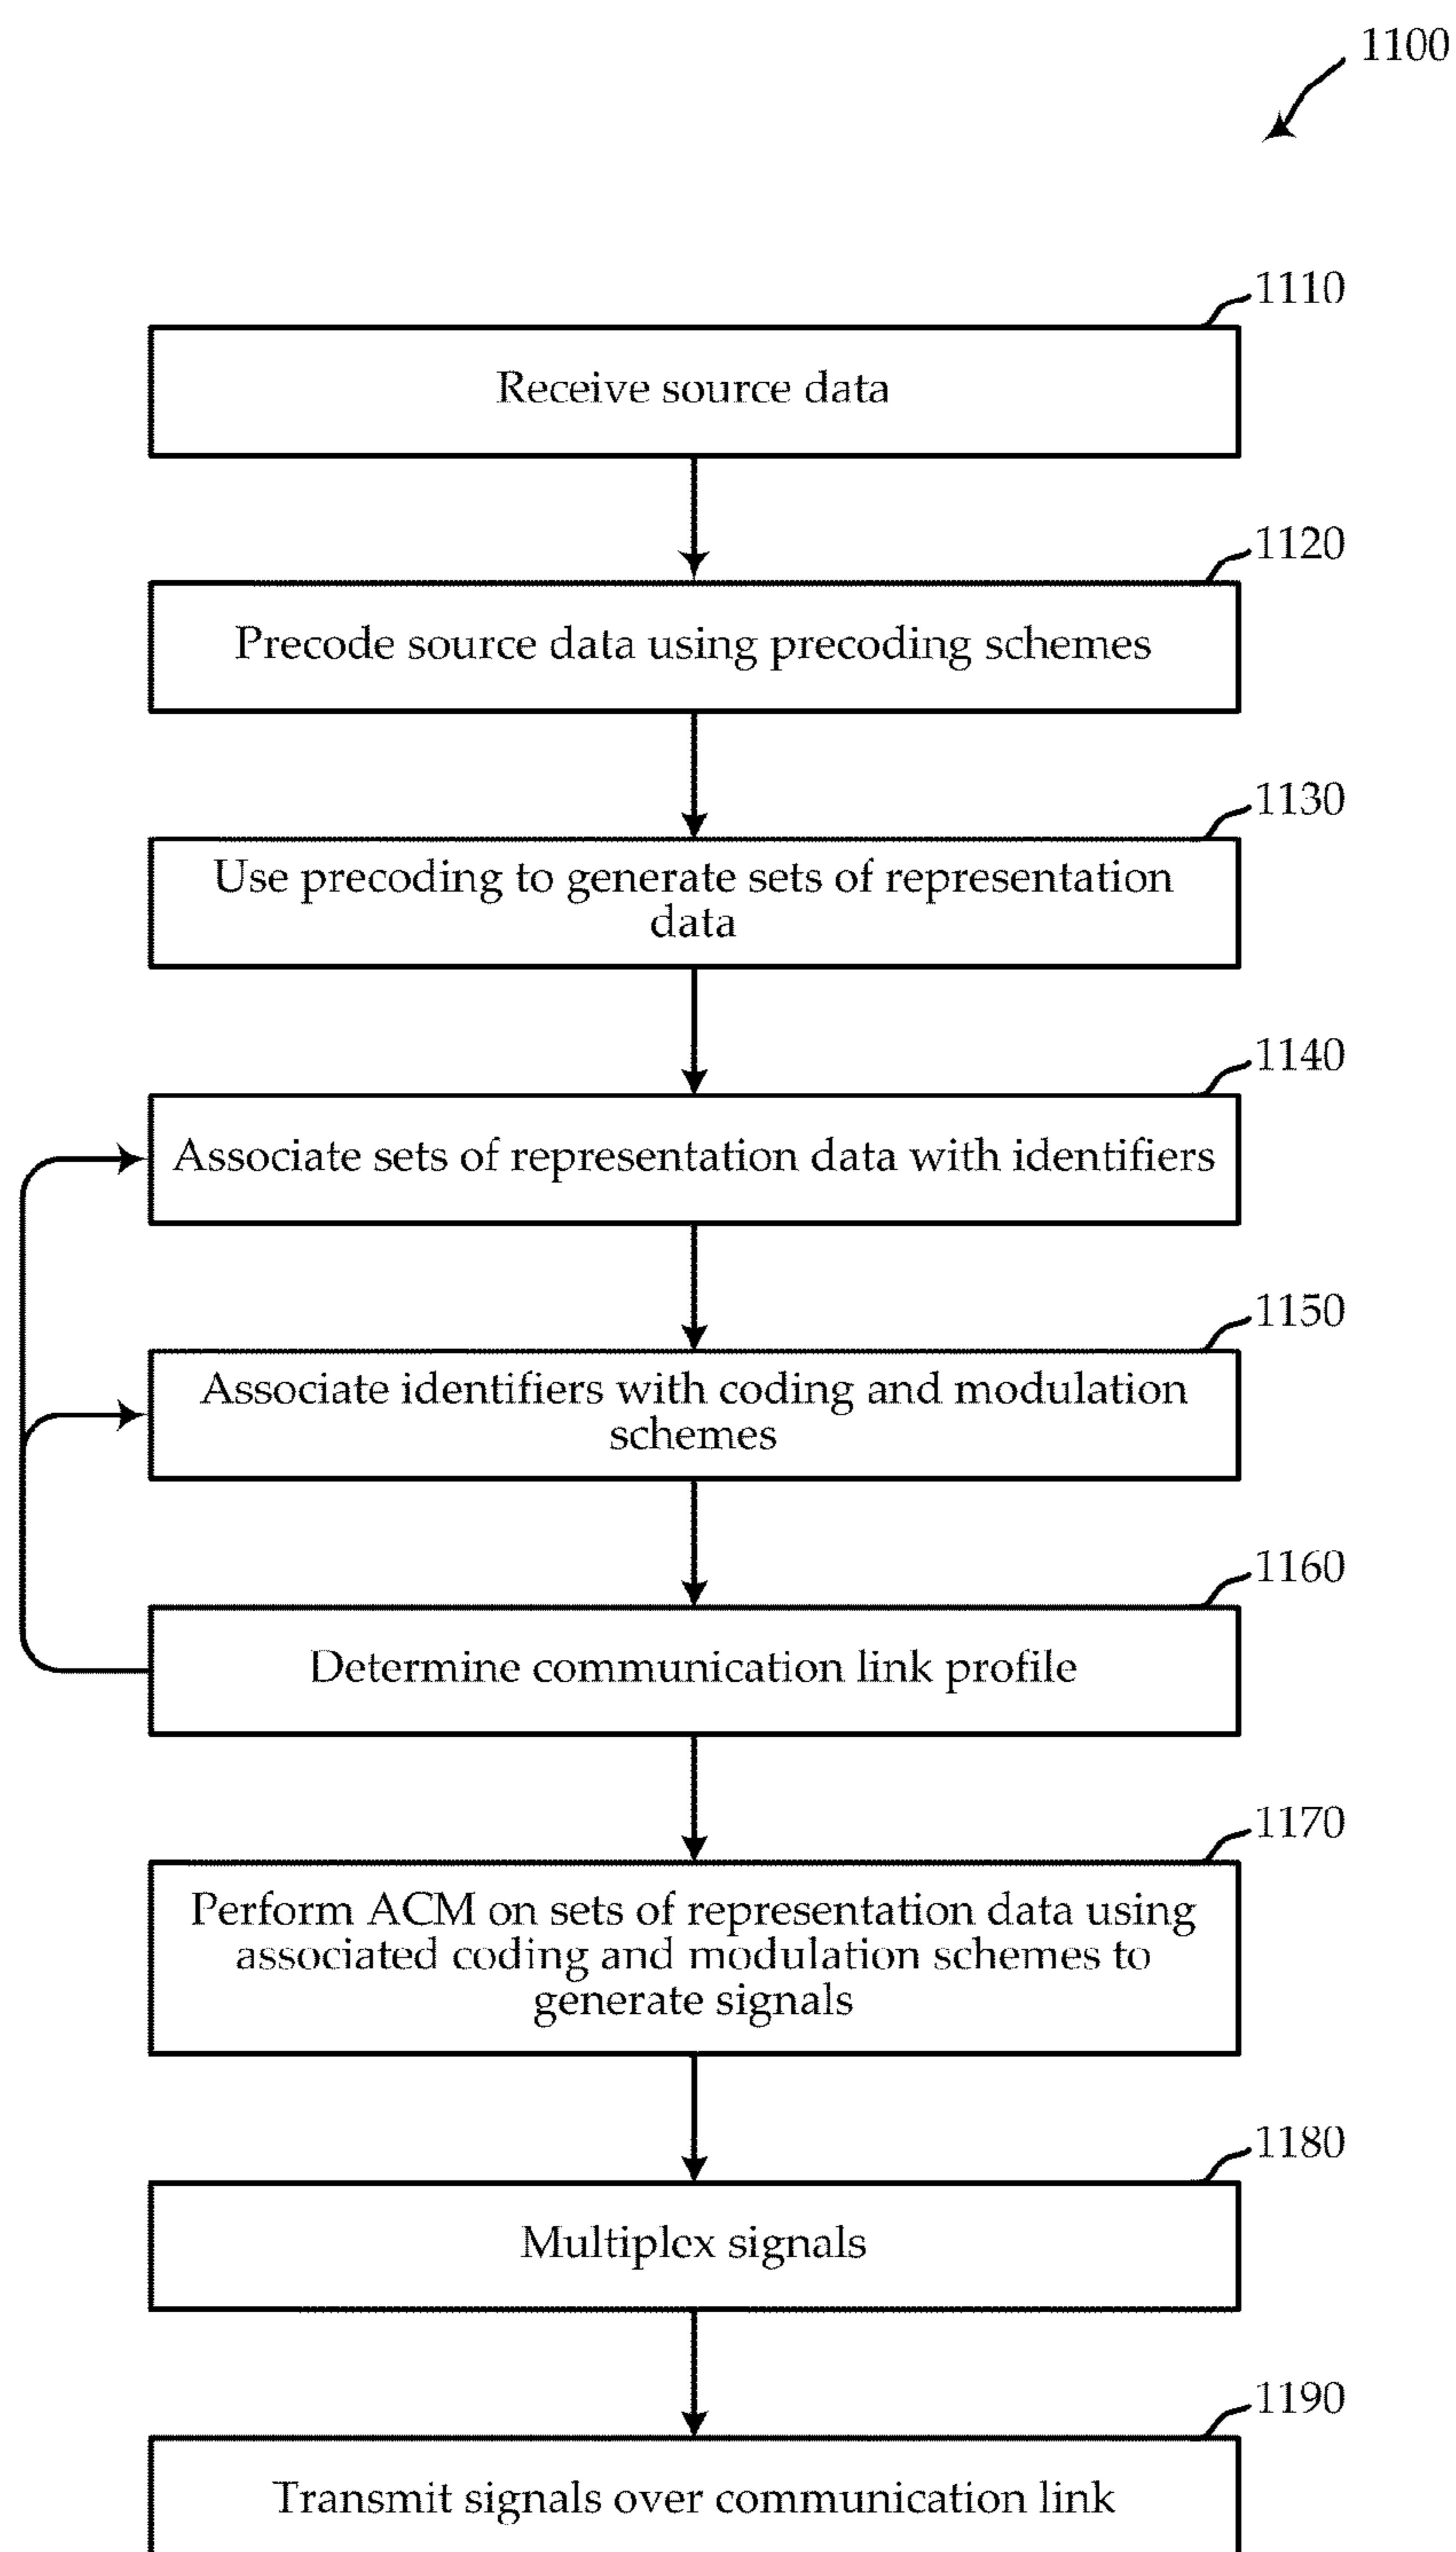 1100
1110
Receive source data
1120
Precode source data using precoding schemes
1130
Use precoding to generate sets of representation
data
1140
Associate sets of representation data with identifiers
1150
Associate identifiers with coding and modulation
schemes
1160
Determine communication link profile
1170
Perform ACM on sets of representation data using
associated coding and modulation schemes to
generate signals
1180
Multiplex signals
1190
Transmit signals over communication link